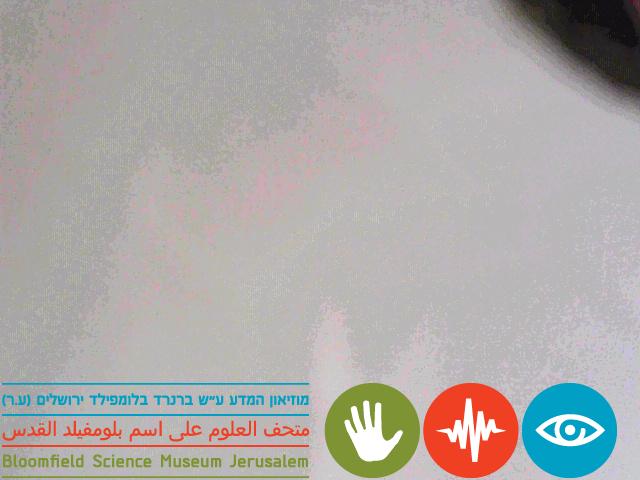 מוזיאון המדע ע״ש ברנרד בלומפילד ירושלים (ע.ר)
متحف العلوم على اسم بلومفيلد القدس
Bloomfield Science Museum Jerusalem